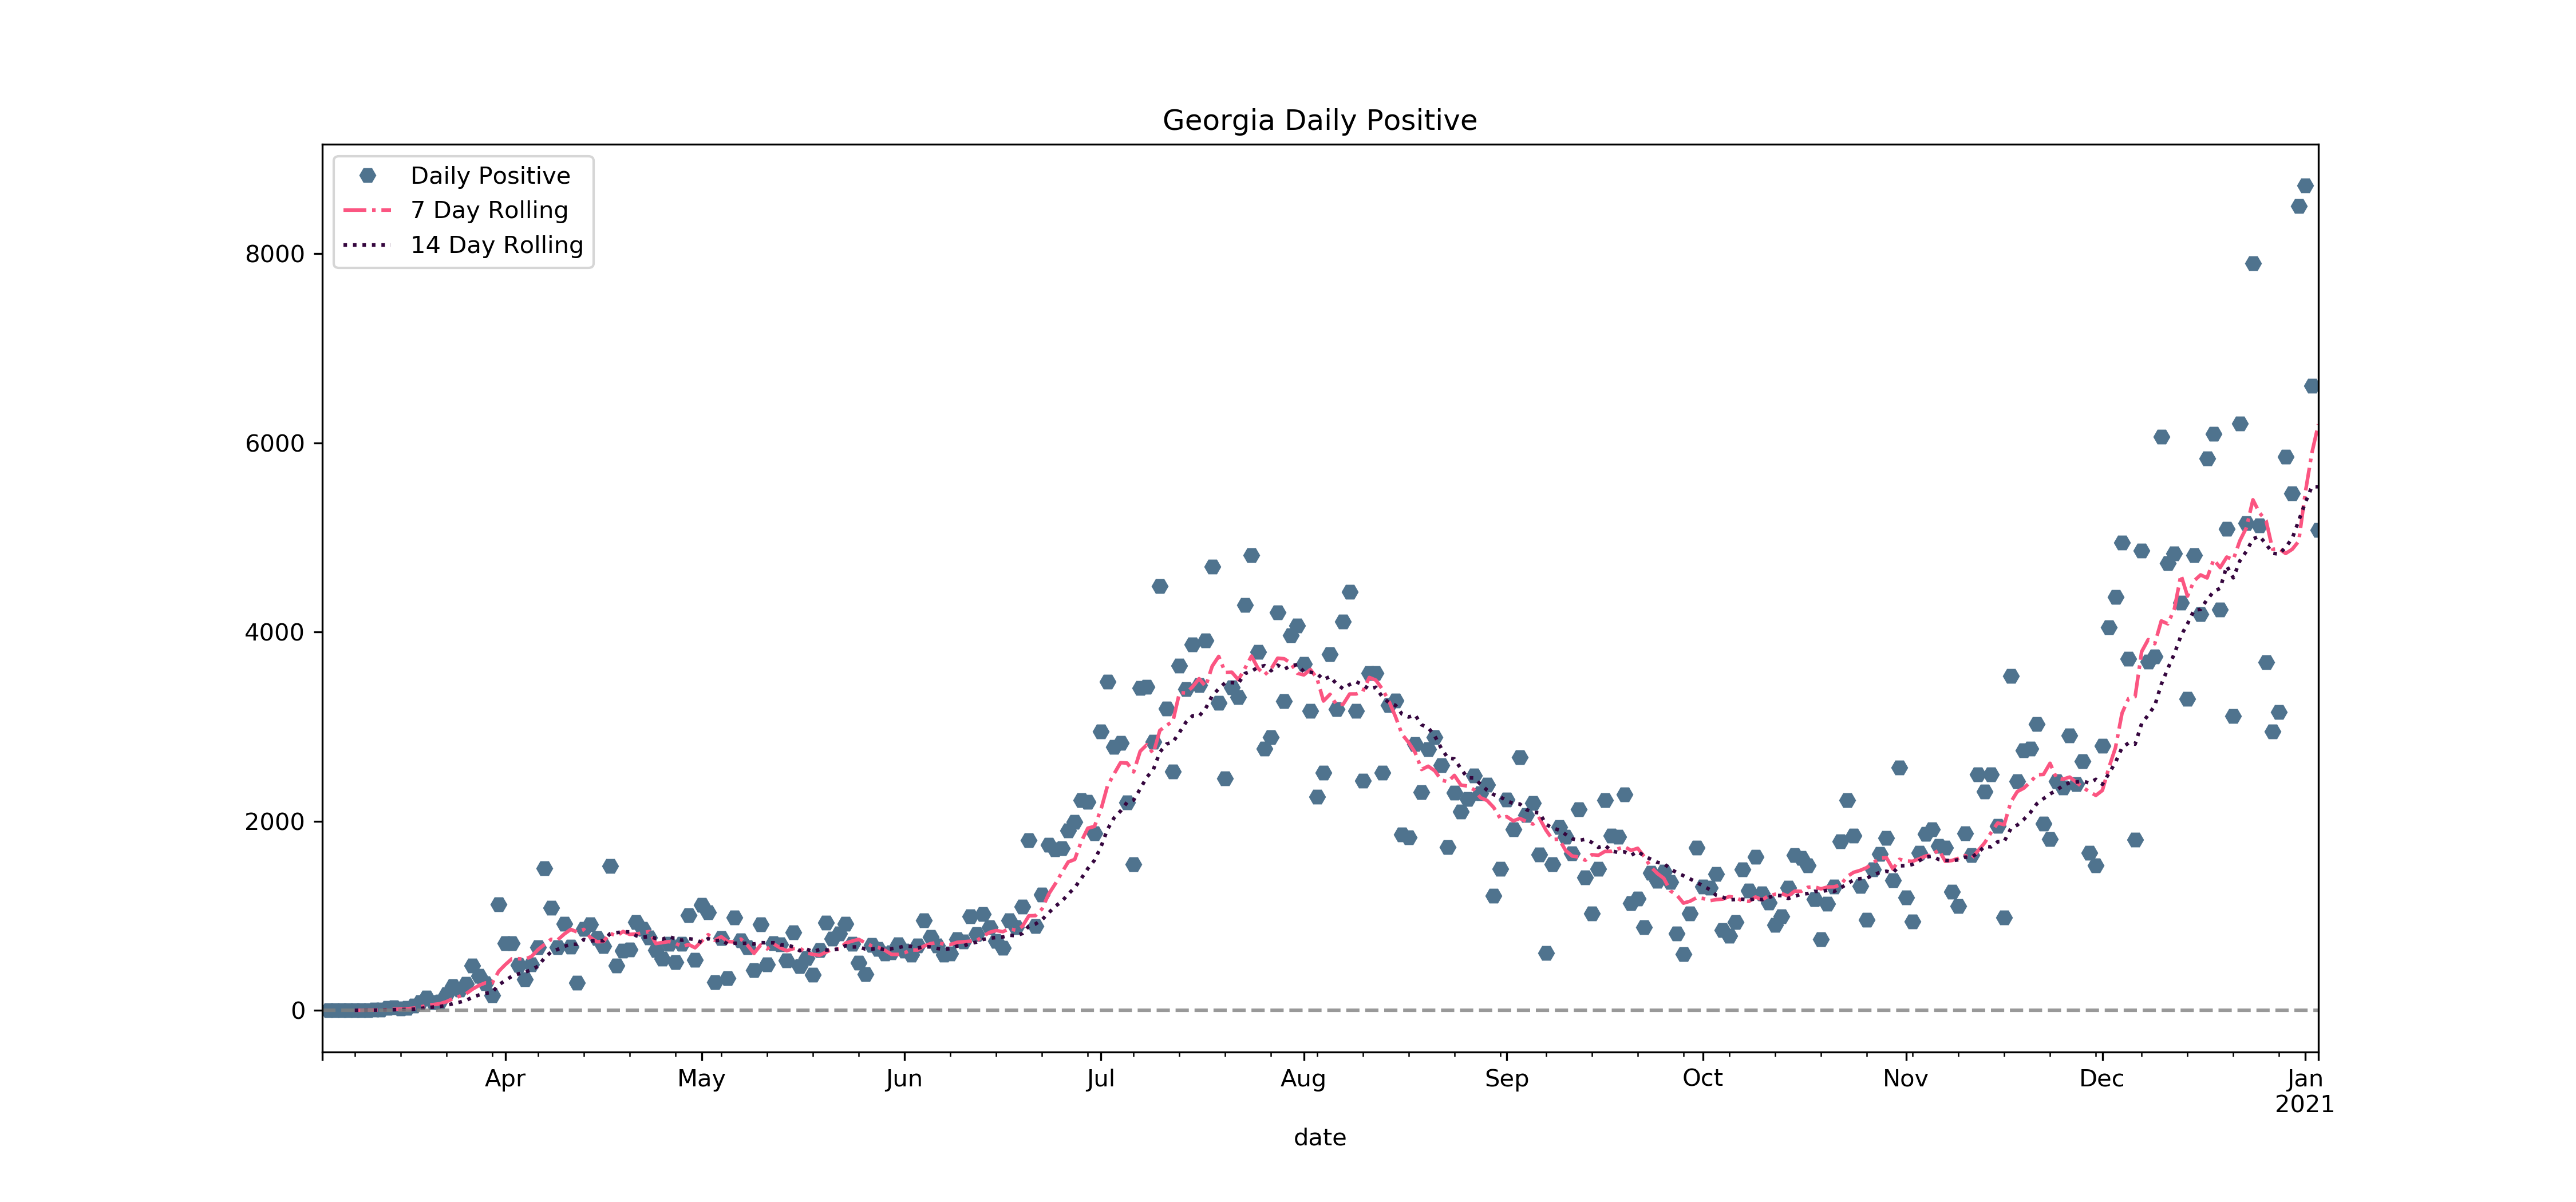 Georgia Daily Positive
Daily Positive
7 Day Rolling
14 Day Rolling
8000
6000
4000
2000
0
Apr May Jun Jul Aug Sep Oct Nov Dec Jan
2021
date